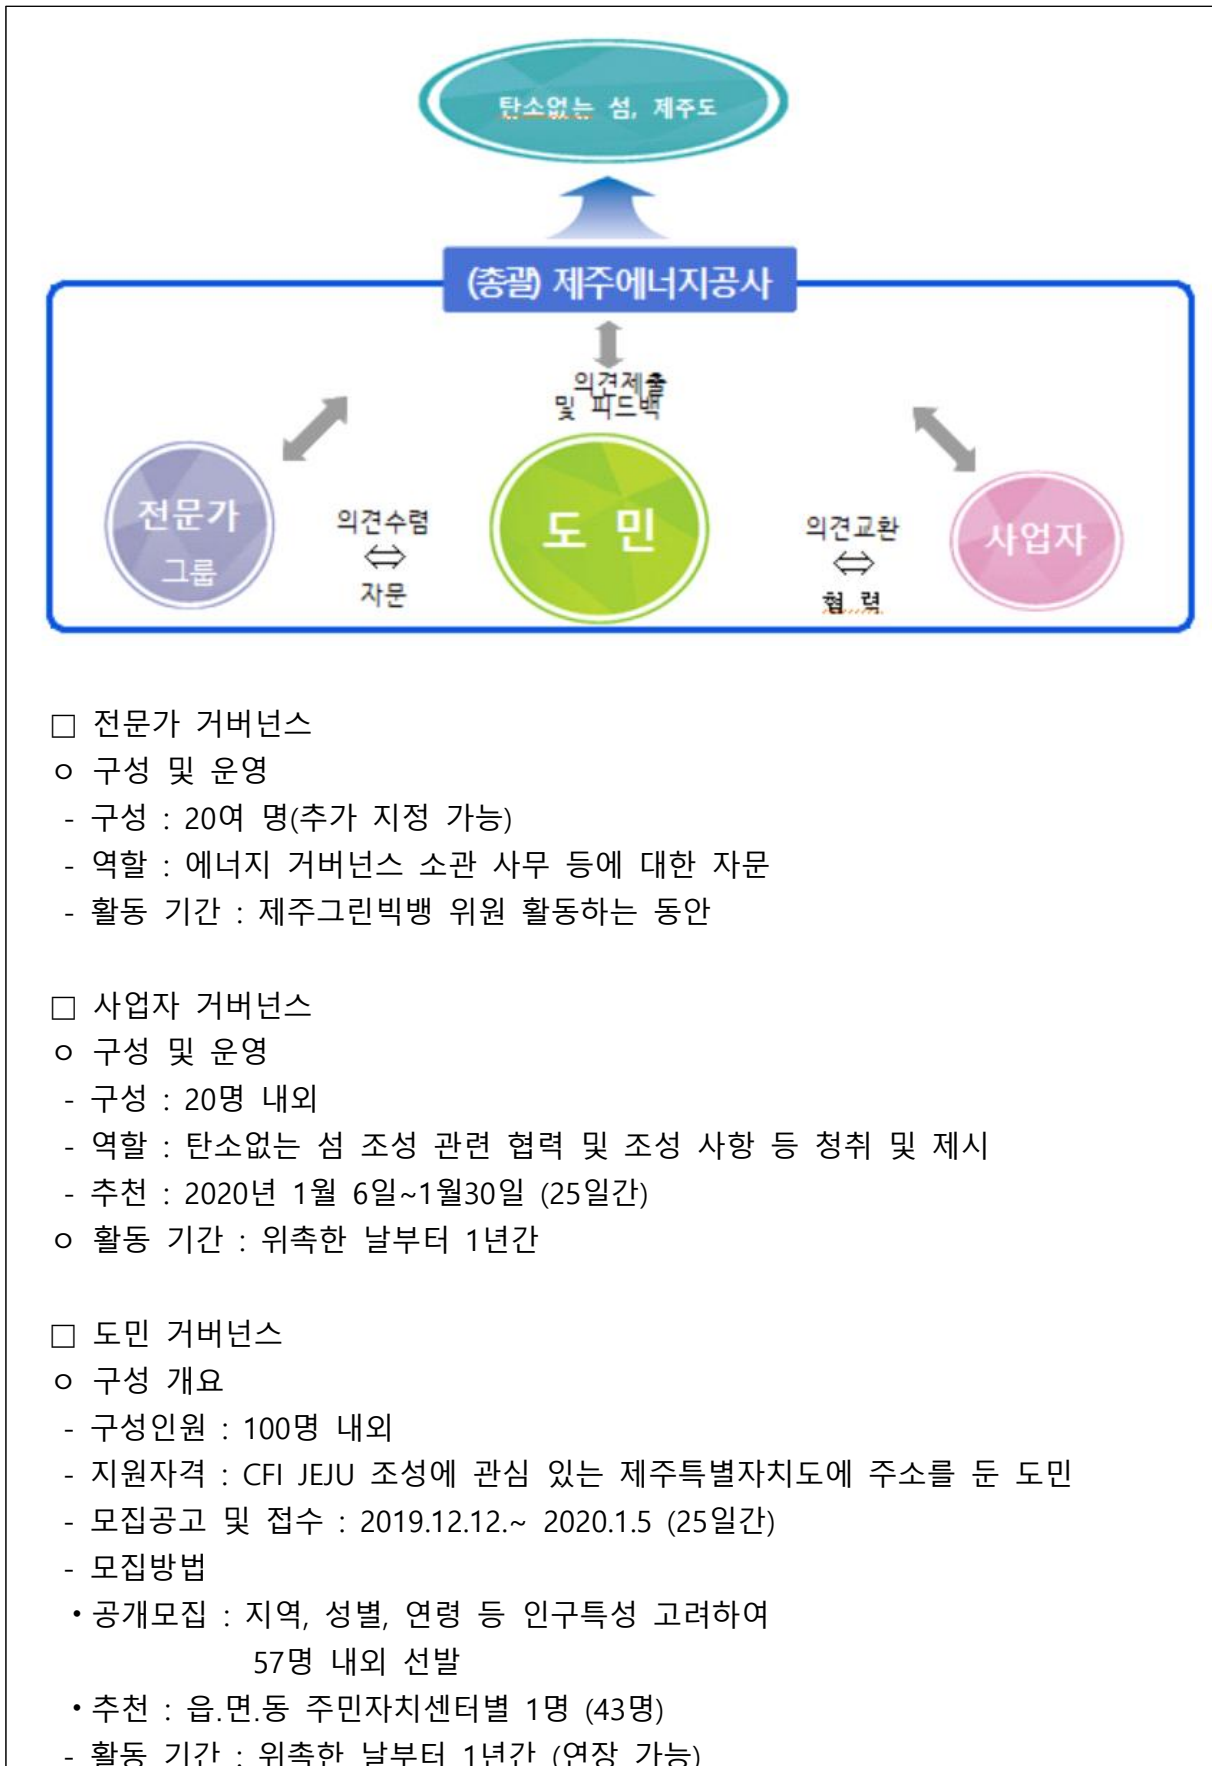 탄소없는 섬, 제주도
(총괄) 제주에너지공사
의견제출
및 피드백
전문가
그룹
의견수렴
⇔
자문
도 민
의견교환
⇔
협 력
사업자
□ 전문가 거버넌스
ㅇ 구성 및 운영
- 구성 : 20여 명(추가 지정 가능)
- 역할 : 에너지 거버넌스 소관 사무 등에 대한 자문
- 활동 기간 : 제주그린빅뱅 위원 활동하는 동안
□ 사업자 거버넌스
ㅇ 구성 및 운영
- 구성 : 20명 내외
- 역할 : 탄소없는 섬 조성 관련 협력 및 조성 사항 등 청취 및 제시
- 추천 : 2020년 1월 6일~1월30일 (25일간)
ㅇ 활동 기간 : 위촉한 날부터 1년간
□ 도민 거버넌스
ㅇ 구성 개요
- 구성인원 : 100명 내외
- 지원자격 : CFI JEJU 조성에 관심 있는 제주특별자치도에 주소를 둔 도민
- 모집공고 및 접수 : 2019.12.12.~ 2020.1.5 (25일간)
- 모집방법
•공개모집 : 지역, 성별, 연령 등 인구특성 고려하여
57명 내외 선발
•추천 : 읍.면.동 주민자치센터별 1명 (43명)
- 활동 기간 : 위촉한 날부터 1년간 (연장 가능)